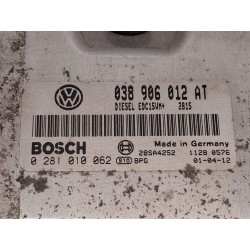 038 906 012 AT
DIESEL EDC15VM+ 2815
BOSCH
Made in Germany
28SA4252 1128 0576
0 281 010 062 810 BPG 01-04-12